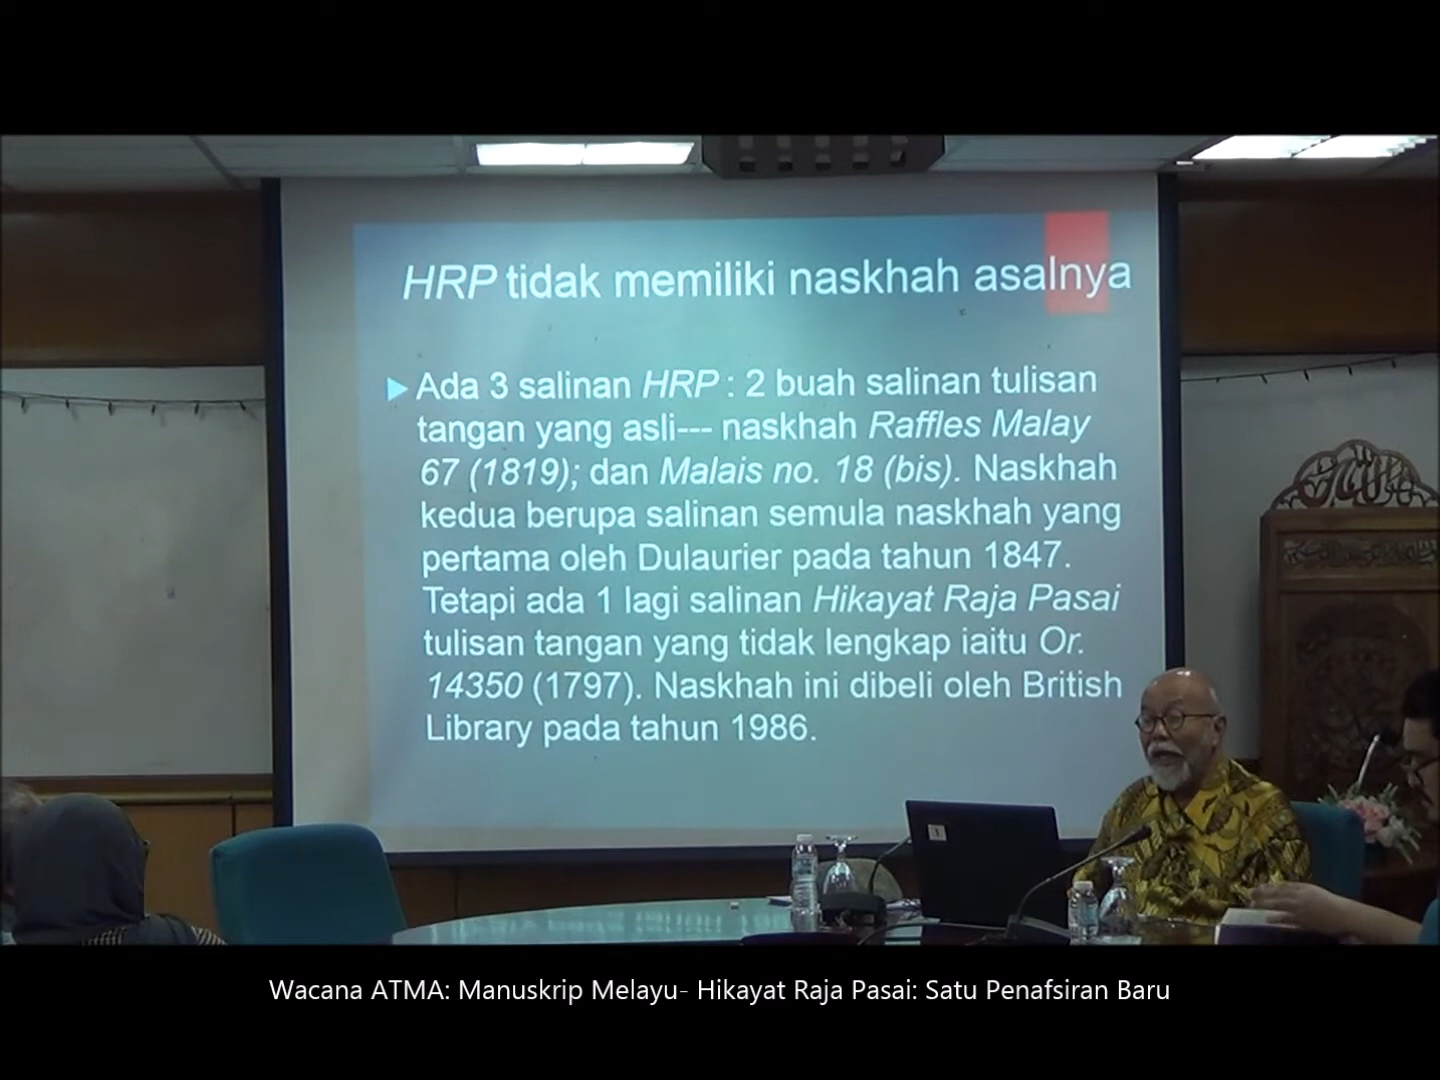 HRP tidak memiliki naskhah asalnya
Ada 3 salinan HRP : 2 buah salinan tulisan
tangan yang asli--- naskhah Raffles Malay
67 (1819); dan Malais no. 18 (bis). Naskhah
kedua berupa salinan semula naskhah yang
pertama oleh Dulaurier pada tahun 1847.
Tetapi ada 1 lagi salinan Hikayat Raja Pasai
tulisan tangan yang tidak lengkap iaitu Or.
14350 (1797). Naskhah ini dibeli oleh British
Library pada tahun 1986.
Wacana ATMA: Manuskrip Melayu- Hikayat Raja Pasai: Satu Penafsiran Baru